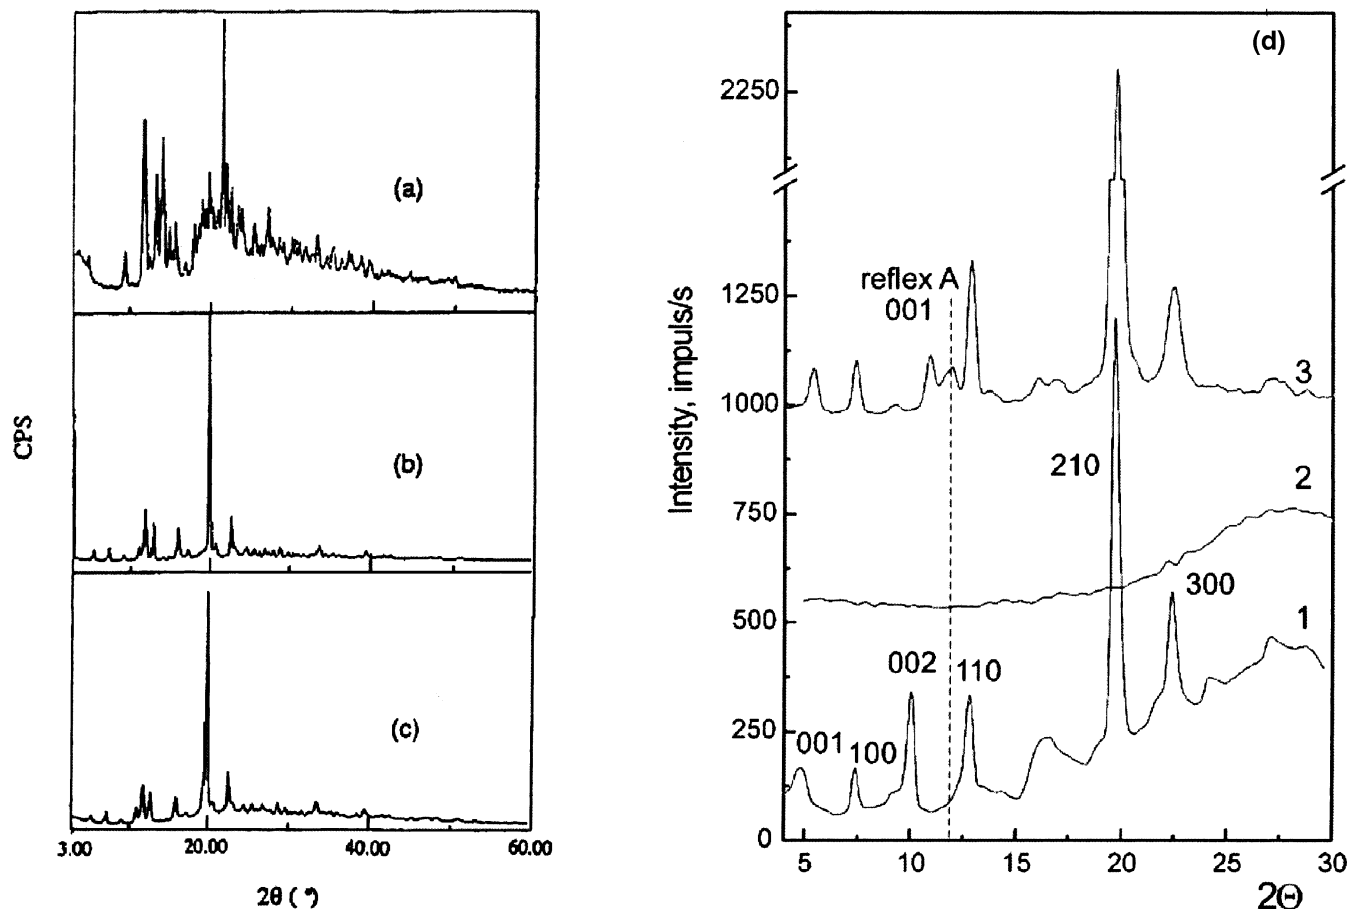 CPS
(a)
(b)
(c)
3.00 20.00 40.00 60.00
2θ (°)
(d)
Intensity, impuls/s
2250
1250
1000
750
500
250
0
reflex A
001
3
210
2
300
1
002
110
001
100
5 10 15 20 25 30
2Θ